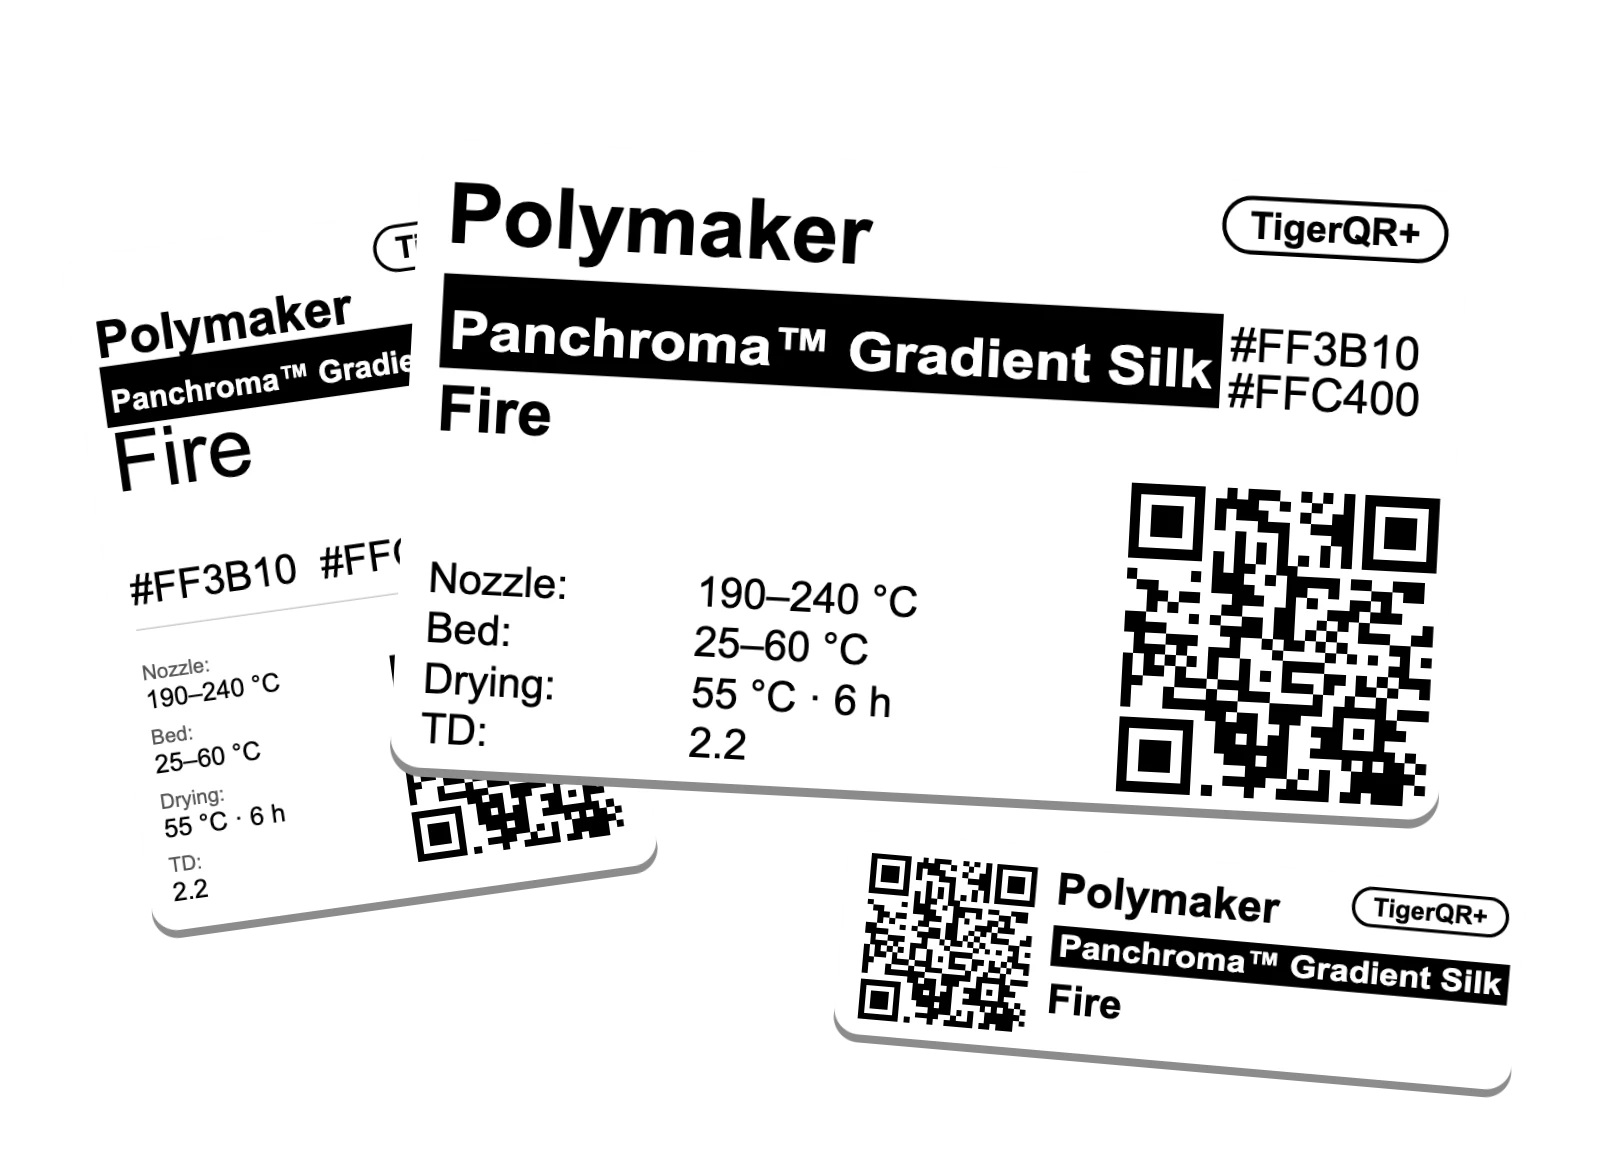 Polymaker
Panchroma™ Gradie
Fire
#FF3B10 #FF
Nozzle:
190–240 °C
Bed:
25–60 °C
Drying:
55 °C · 6 h
TD:
2.2
Polymaker
TigerQR+
Panchroma™ Gradient Silk
#FF3B10
#FFC400
Fire
Nozzle: 190–240 °C
Bed: 25–60 °C
Drying: 55 °C · 6 h
TD: 2.2
Polymaker
TigerQR+
Panchroma™ Gradient Silk
Fire